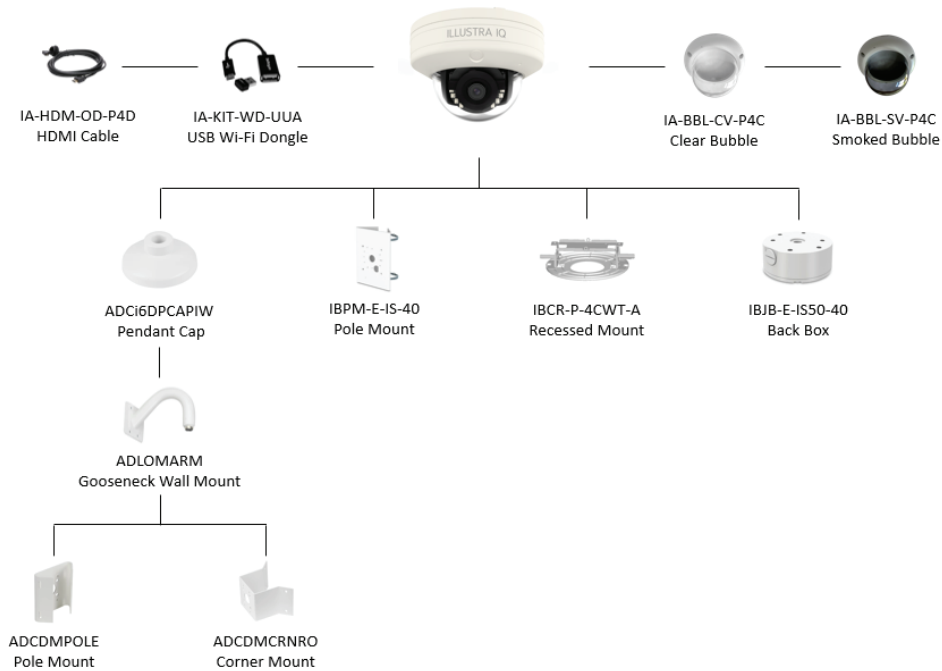 ILLUSTRA IQ
IA-HDM-OD-P4D
HDMI Cable
IA-KIT-WD-UUA
USB Wi-Fi Dongle
IA-BBL-CV-P4C
Clear Bubble
IA-BBL-SV-P4C
Smoked Bubble
ADCi6DPCAPIW
Pendant Cap
IBPM-E-IS-40
Pole Mount
IBCR-P-4CWT-A
Recessed Mount
IBJB-E-IS50-40
Back Box
ADLOMARM
Gooseneck Wall Mount
ADCDMPOLE
Pole Mount
ADCDMCRNRO
Corner Mount